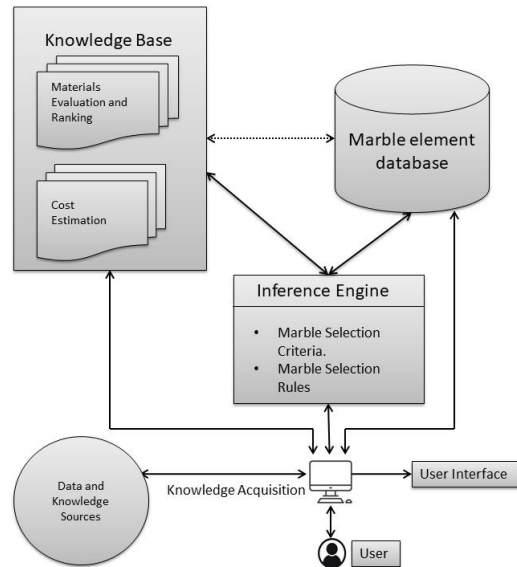 Knowledge Base
Materials
Evaluation and
Ranking
Cost
Estimation
Marble element
database
Inference Engine
• Marble Selection
Criteria.
• Marble Selection
Rules
Data and
Knowledge
Sources
Knowledge Acquisition
User Interface
User